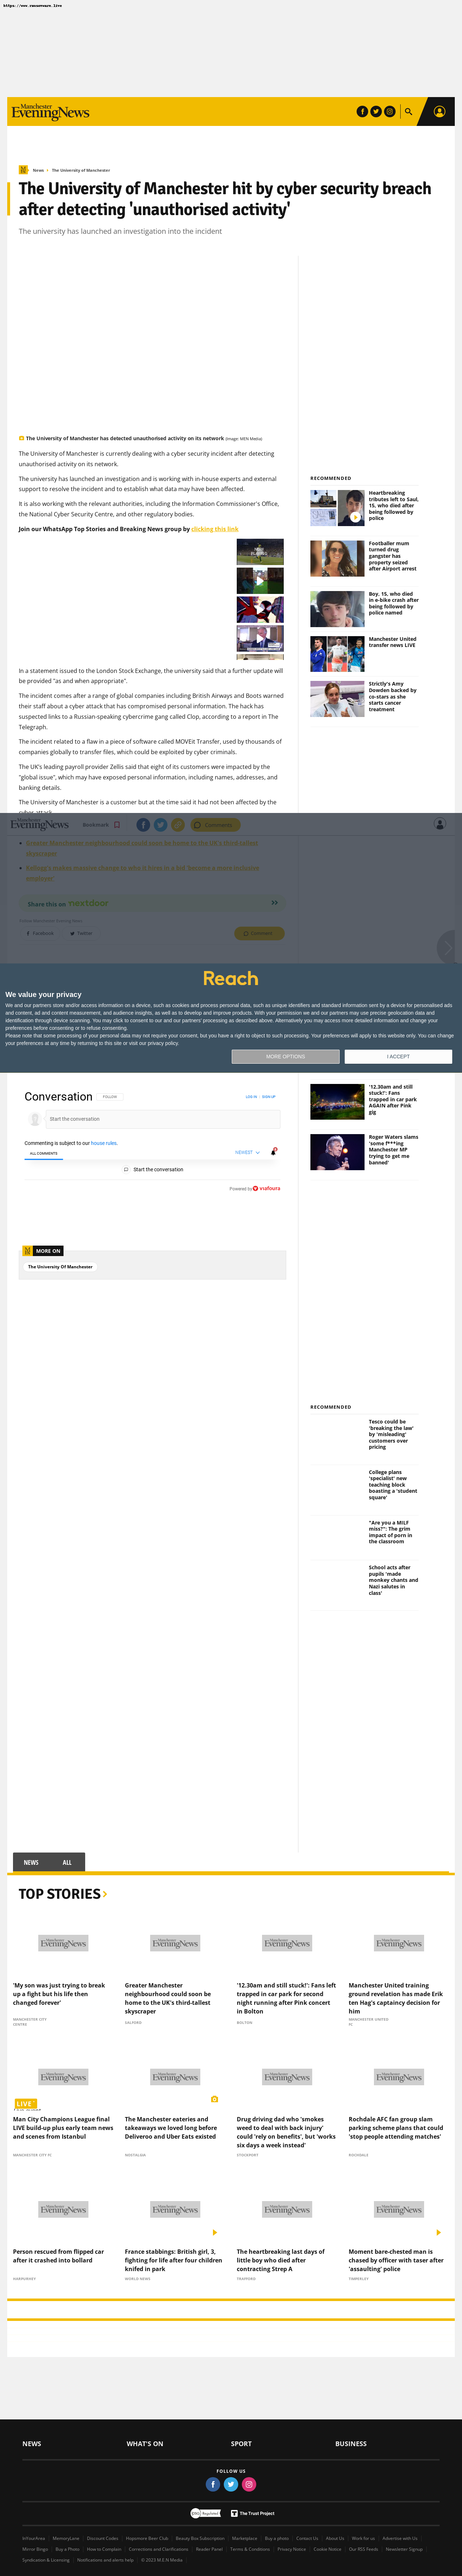 https://www.ransomware.live
Manchester
Evening News
News
The University of Manchester
The University of Manchester hit by cyber security breach
after detecting 'unauthorised activity'
The university has launched an investigation into the incident
The University of Manchester has detected unauthorised activity on its network (Image: MEN Media)
The University of Manchester is currently dealing with a cyber security incident after detecting
unauthorised activity on its network.
The university has launched an investigation and is working with in-house experts and external
support to resolve the incident and to establish what data may have been affected.
It is also working with the relevant authorities, including the Information Commissioner's Office,
the National Cyber Security Centre, and other regulatory bodies.
Join our WhatsApp Top Stories and Breaking News group by clicking this link
In a statement issued to the London Stock Exchange, the university said that a further update will
be provided "as and when appropriate".
The incident comes after a range of global companies including British Airways and Boots warned
their staff about a cyber attack that has compromised personal information. The hack has
suspected links to a Russian-speaking cybercrime gang called Clop, according to a report in The
Telegraph.
The incident related to a flaw in a piece of software called MOVEit Transfer, used by thousands of
companies globally to transfer files, which could be exploited by cyber criminals.
The UK's leading payroll provider Zellis said that eight of its customers were impacted by the
"global issue", which may have exposed personal information, including names, addresses, and
banking details.
The University of Manchester is a customer but at the time said it had not been affected by the
cyber attack.
RECOMMENDED
Heartbreaking
tributes left to Saul,
15, who died after
being followed by
police
Footballer mum
turned drug
gangster has
property seized
after Airport arrest
Boy, 15, who died
in e-bike crash after
being followed by
police named
Manchester United
transfer news LIVE
Strictly's Amy
Dowden backed by
co-stars as she
starts cancer
treatment
Manchester
Evening News
Bookmark
Comments
Greater Manchester neighbourhood could soon be home to the UK's third-tallest
skyscraper
Kellogg's makes massive change
Share this on nextdoor
Follow Manchester Evening News
Facebook
Twitter
Comment
Reach
We value your privacy
We and our partners store and/or access information on a device, such as cookies and process personal data, such as unique identifiers and standard information sent by a device for personalised ads
and content, ad and content measurement, and audience insights, as well as to develop and improve products. With your permission we and our partners may use precise geolocation data and
identification through device scanning. You may click to consent to our and our partners' processing as described above. Alternatively you may access more detailed information and change your
preferences before consenting or to refuse consenting.
Please note that some processing of your personal data may not require your consent, but you have a right to object to such processing. Your preferences will apply to this website only. You can change
your preferences at any time by returning to this site or visit our privacy policy.
MORE OPTIONS
I ACCEPT
Conversation
FOLLOW
LOG IN
SIGN UP
Start the conversation
Commenting is subject to our house rules.
ALL COMMENTS
NEWEST
Start the conversation
Powered by viafoura
'12.30am and still
stuck!': Fans
trapped in car park
AGAIN after Pink
gig
Roger Waters slams
'some f***ing
Manchester MP
trying to get me
banned'
MORE ON
The University Of Manchester
RECOMMENDED
Tesco could be
'breaking the law'
by 'misleading'
customers over
pricing
College plans
'specialist' new
teaching block
boasting a 'student
square'
"Are you a MILF
miss?": The grim
impact of porn in
the classroom
School acts after
pupils 'made
monkey chants and
Nazi salutes in
class'
NEWS
ALL
TOP STORIES
Manchester
Evening News
Manchester
Evening News
Manchester
Evening News
Manchester
Evening News
'My son was just trying to break
up a fight but his life then
changed forever'
MANCHESTER CITY
CENTRE
Greater Manchester
neighbourhood could soon be
home to the UK's third-tallest
skyscraper
SALFORD
'12.30am and still stuck!': Fans left
trapped in car park for second
night running after Pink concert
in Bolton
BOLTON
Manchester United training
ground revelation has made Erik
ten Hag's captaincy decision for
him
MANCHESTER UNITED
FC
Manchester
Evening News
Manchester
Evening News
Manchester
Evening News
Manchester
Evening News
LIVE
Man City Champions League final
LIVE build-up plus early team news
and scenes from Istanbul
MANCHESTER CITY FC
The Manchester eateries and
takeaways we loved long before
Deliveroo and Uber Eats existed
NOSTALGIA
Drug driving dad who 'smokes
weed to deal with back injury'
could 'rely on benefits', but 'works
six days a week instead'
STOCKPORT
Rochdale AFC fan group slam
parking scheme plans that could
'stop people attending matches'
ROCHDALE
Manchester
Evening News
Manchester
Evening News
Manchester
Evening News
Manchester
Evening News
Person rescued from flipped car
after it crashed into bollard
HARPURHEY
France stabbings: British girl, 3,
fighting for life after four children
knifed in park
WORLD NEWS
The heartbreaking last days of
little boy who died after
contracting Strep A
TRAFFORD
Moment bare-chested man is
chased by officer with taser after
'assaulting' police
TIMPERLEY
NEWS
WHAT'S ON
SPORT
BUSINESS
FOLLOW US
The Trust Project
InYourArea
MemoryLane
Discount Codes
Hopstorm Beer Club
Beauty Box Subscription
Marketplace
Buy a photo
Contact Us
About Us
Work for us
Advertise with Us
Mirror Bingo
Buy a Photo
How to Complain
Corrections and Clarifications
Reader Panel
Terms & Conditions
Privacy Notice
Cookie Notice
Our RSS Feeds
Newsletter Signup
Syndication & Licensing
Notifications and alerts help
© 2023 M.E.N Media